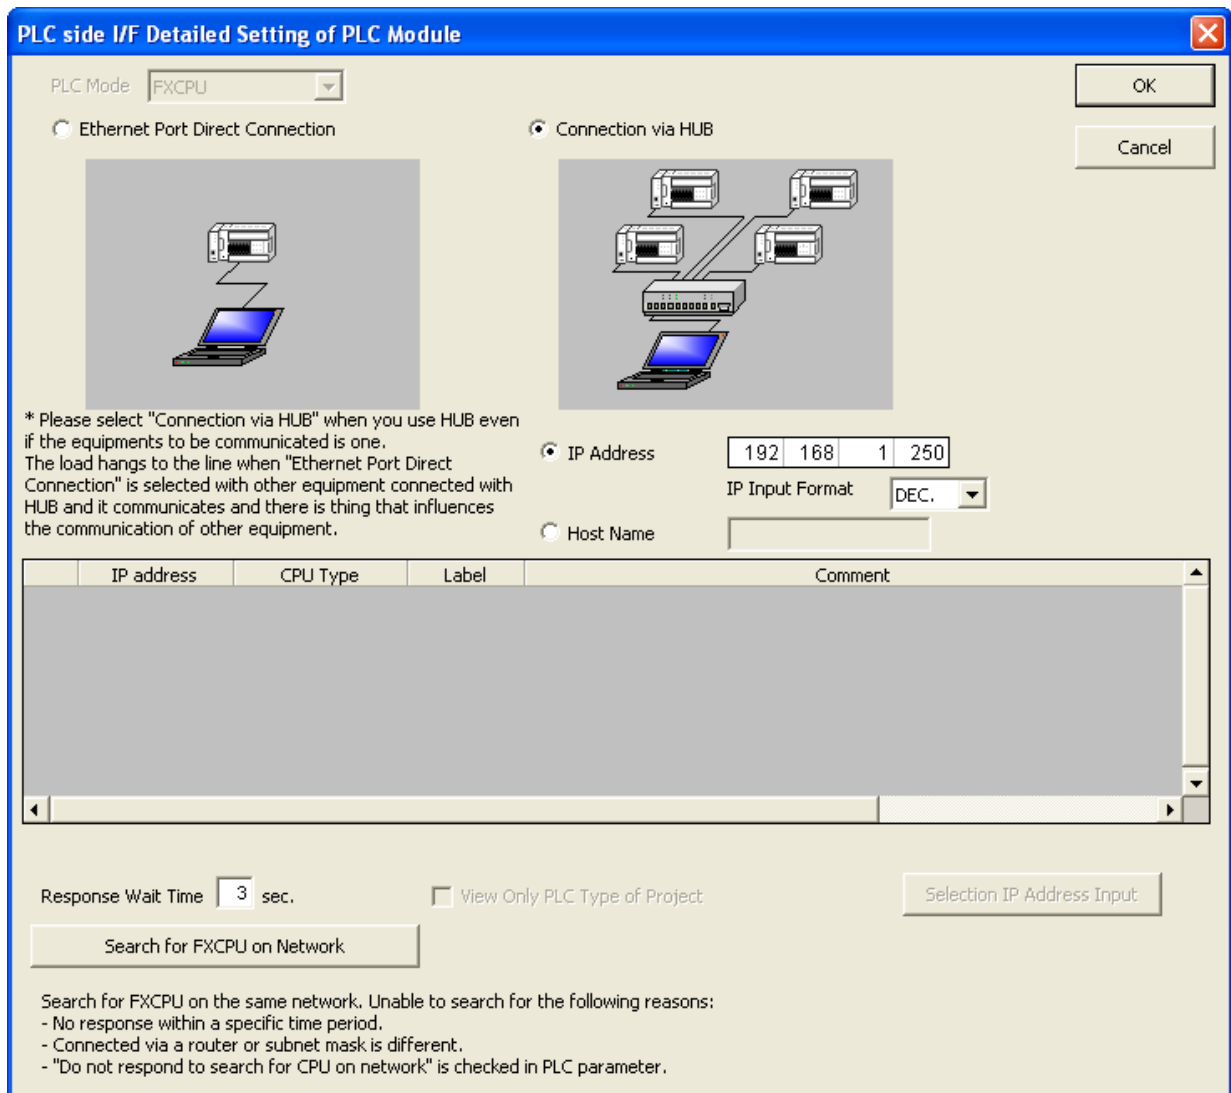 PLC side I/F Detailed Setting of PLC Module
PLC Mode FXCPU
OK
Ethernet Port Direct Connection
Connection via HUB
Cancel
* Please select "Connection via HUB" when you use HUB even
if the equipments to be communicated is one.
The load hangs to the line when "Ethernet Port Direct
Connection" is selected with other equipment connected with
HUB and it communicates and there is thing that influences
the communication of other equipment.
IP Address 192 168 1 250
IP Input Format DEC.
Host Name
IP address CPU Type Label Comment
Response Wait Time 3 sec.
View Only PLC Type of Project
Selection IP Address Input
Search for FXCPU on Network
Search for FXCPU on the same network. Unable to search for the following reasons:
- No response within a specific time period.
- Connected via a router or subnet mask is different.
- "Do not respond to search for CPU on network" is checked in PLC parameter.